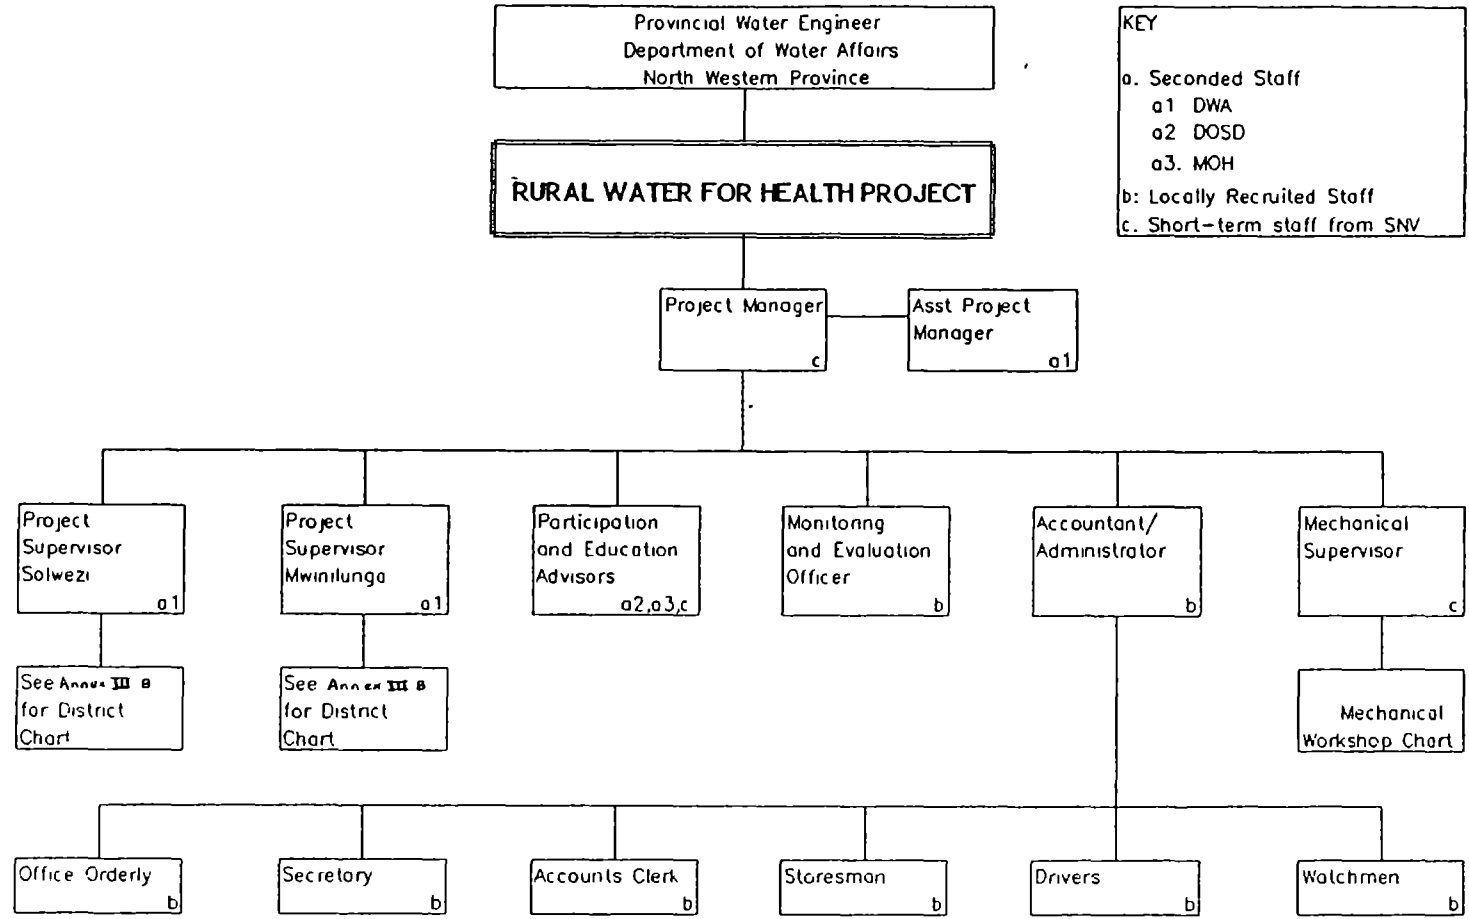 Provincial Water Engineer
Department of Water Affairs
North Western Province
KEY
a. Seconded Staff
a1 DWA
a2 DOSD
a3. MOH
b: Locally Recruited Staff
c. Short-term staff from SNV
RURAL WATER FOR HEALTH PROJECT
Project Manager
c
Asst Project
Manager
a1
Project
Supervisor
Solwezi
a1
Project
Supervisor
Mwinilunga
a1
Participation
and Education
Advisors
a2,a3,c
Monitoring
and Evaluation
Officer
b
Accountant/
Administrator
b
Mechanical
Supervisor
c
See Annex III B
for District
Chart
See Annex III B
for District
Chart
Mechanical
Workshop Chart
Office Orderly
b
Secretory
b
Accounts Clerk
b
Storesman
b
Drivers
b
Watchmen
b